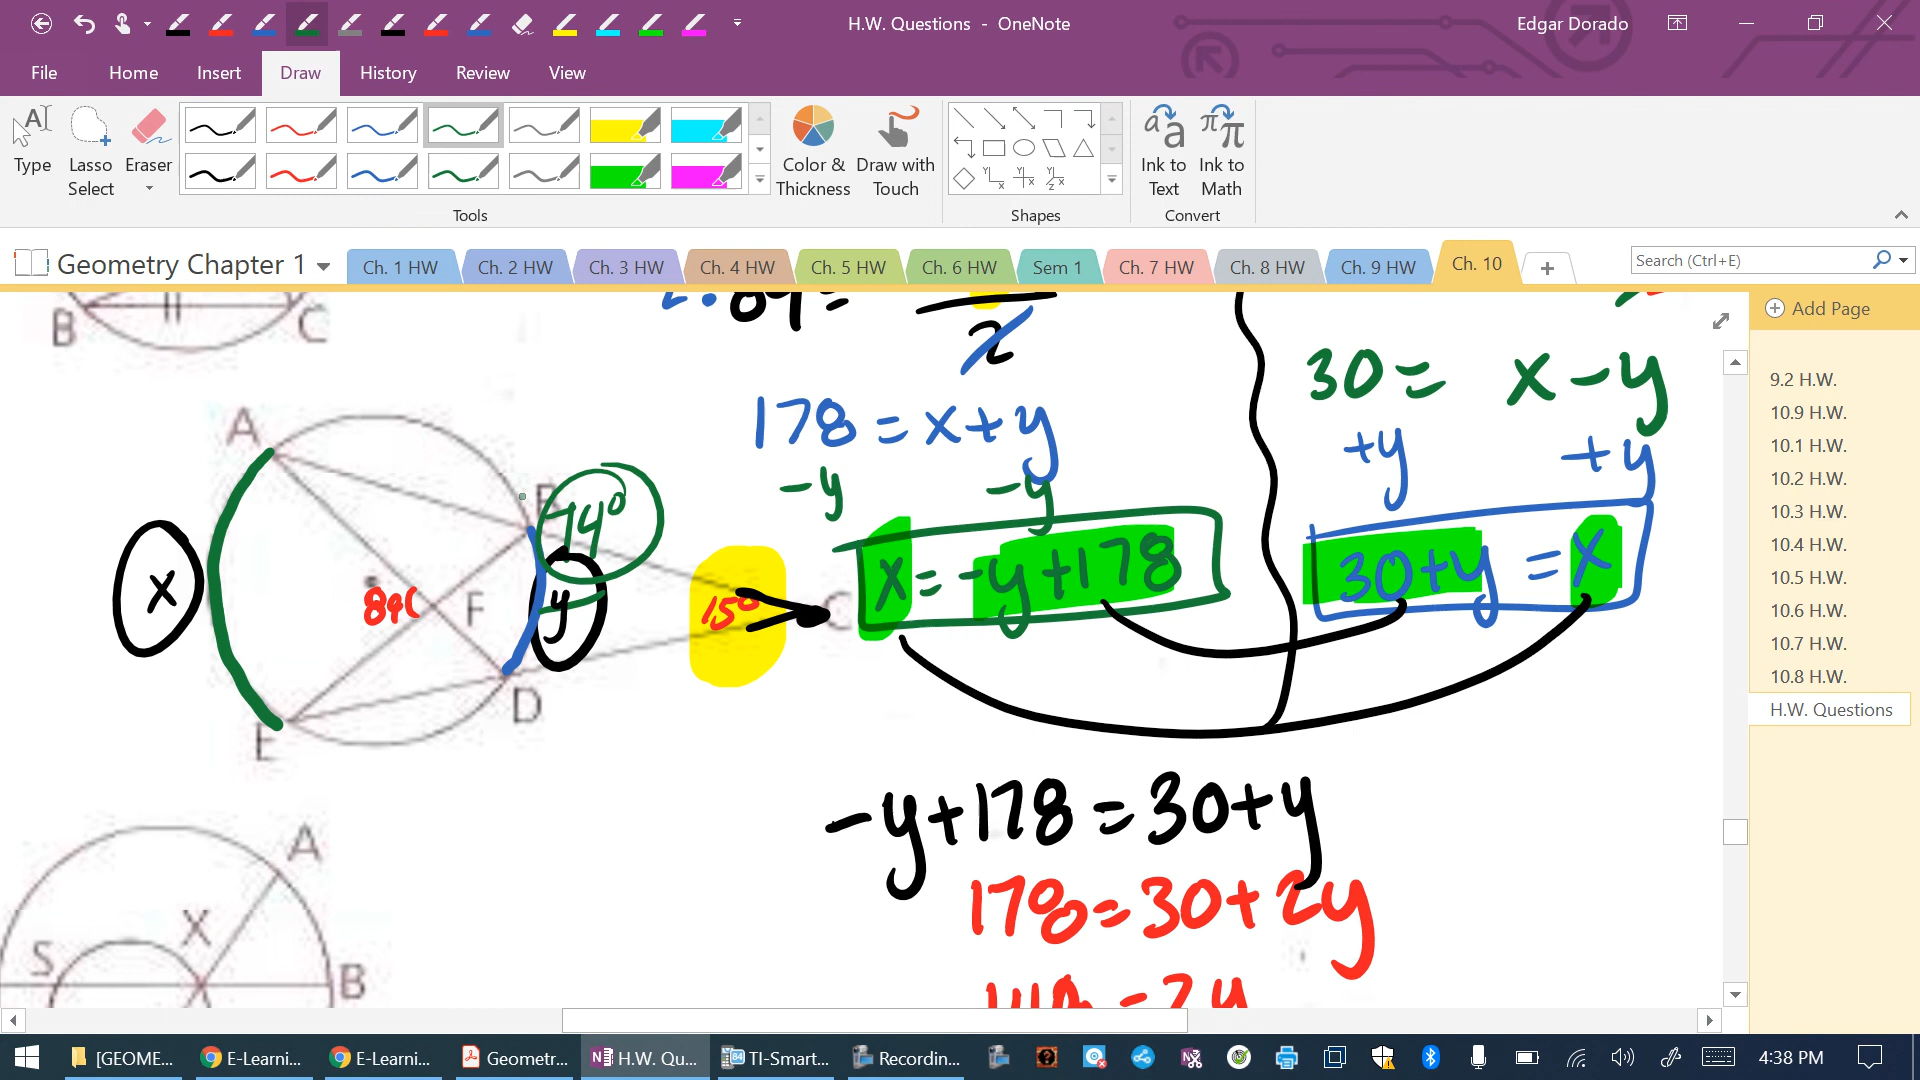 H.W. Questions - OneNote
Edgar Dorado
File
Home
Insert
Draw
History
Review
View
Type
Lasso Select
Eraser
Color & Thickness
Draw with Touch
Ink to Text
Ink to Math
Tools
Shapes
Convert
Geometry Chapter 1
Ch. 1 HW
Ch. 2 HW
Ch. 3 HW
Ch. 4 HW
Ch. 5 HW
Ch. 6 HW
Sem 1
Ch. 7 HW
Ch. 8 HW
Ch. 9 HW
Ch. 10
Search (Ctrl+E)
Add Page
9.2 H.W.
10.9 H.W.
10.1 H.W.
10.2 H.W.
10.3 H.W.
10.4 H.W.
10.5 H.W.
10.6 H.W.
10.7 H.W.
10.8 H.W.
H.W. Questions
B
C
2
30 = x - y
178 = x + y
+y
+y
-y
-y
A
74°
x = -y + 178
30 + y = x
X
F
y
15°
C
D
E
-y + 178 = 30 + y
178 = 30 + 2y
A
X
S
B
[GEOME...
E-Learni...
E-Learni...
Geometr...
H.W. Qu...
TI-Smart...
Recordin...
4:38 PM